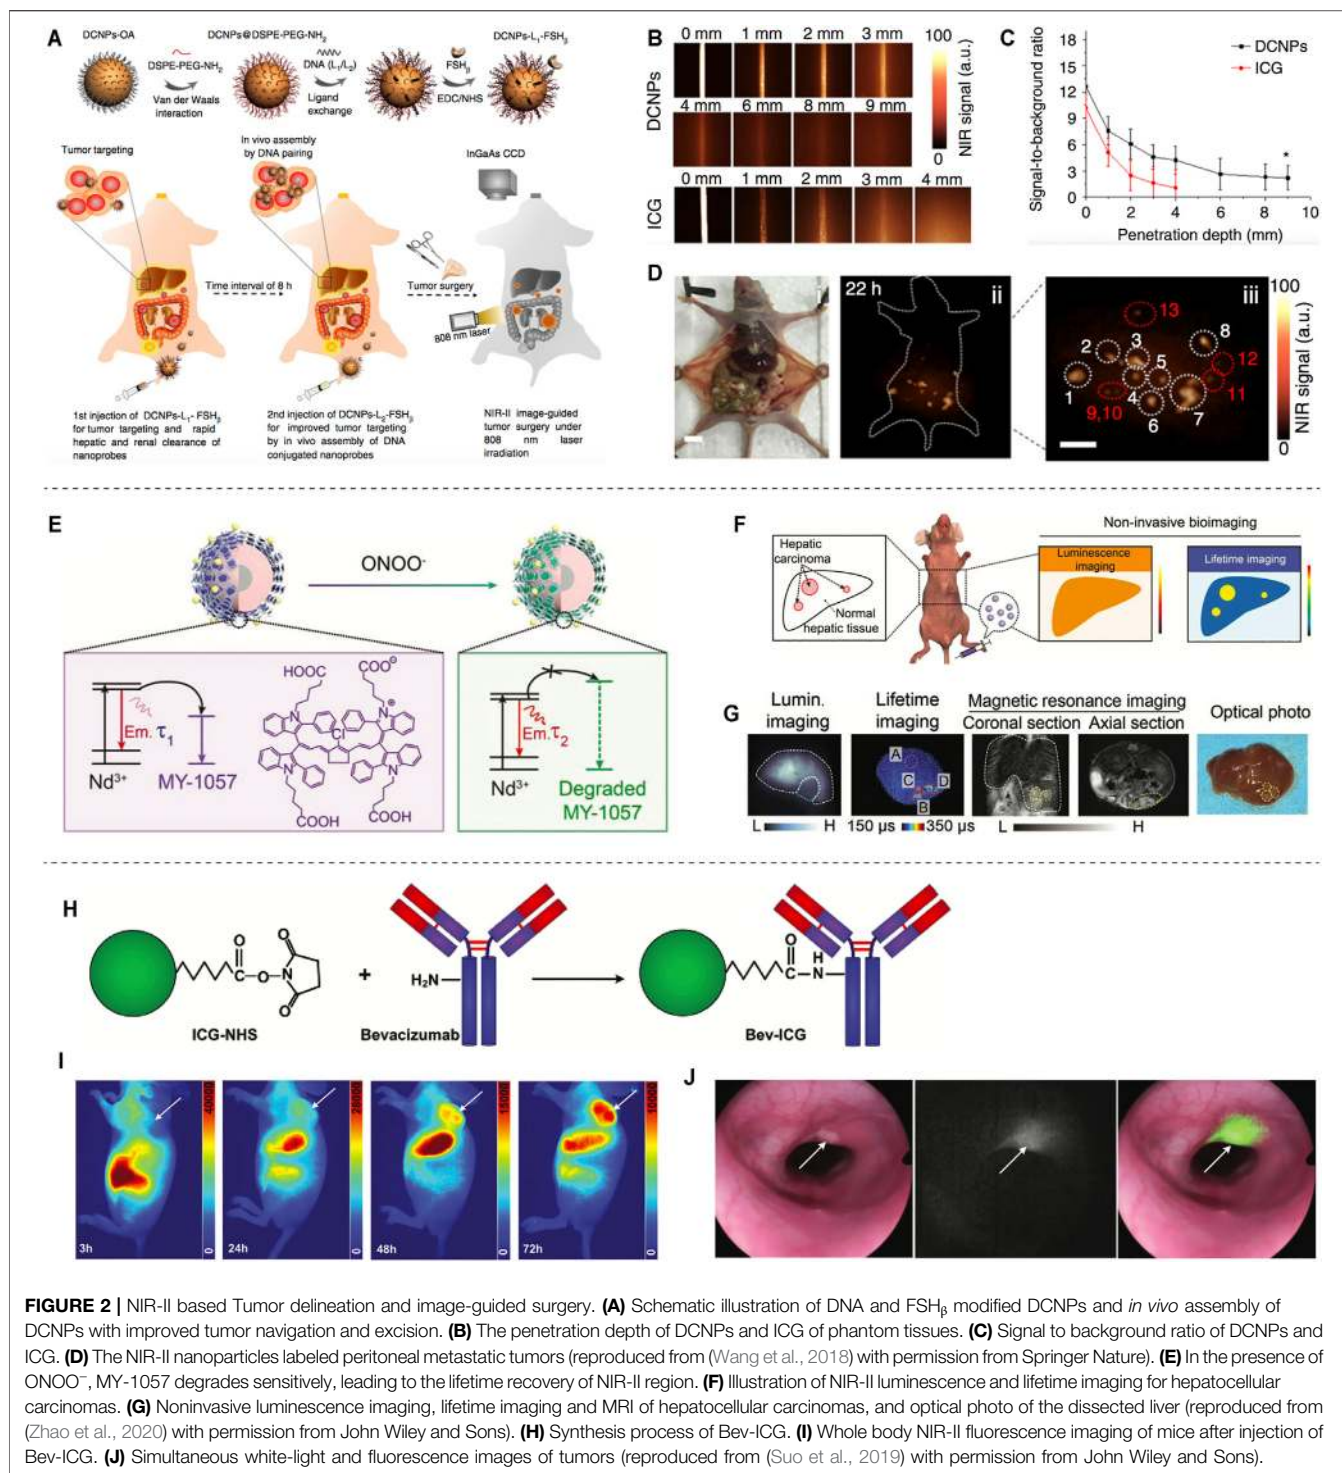 A
DCNPs-OA
DCNPs@DSPE-PEG-NH2
DCNPs-L1-FSHβ
DSPE-PEG-NH2
DNA (L1/L2)
FSHβ
Van der Waals
interaction
Ligand
exchange
EDC/NHS
Tumor targeting
In vivo assembly
by DNA pairing
InGaAs CCD
Time interval of 8 h
Tumor surgery
808 nm laser
1st injection of DCNPs-L1- FSHβ
for tumor targeting and rapid
hepatic and renal clearance of
nanoprobes
2nd injection of DCNPs-L2-FSHβ
for improved tumor targeting
by in vivo assembly of DNA
conjugated nanoprobes
NIR-II image-guided
tumor surgery under
808 nm laser
irradiation
B
0 mm 1 mm 2 mm 3 mm
DCNPs
4 mm 6 mm 8 mm 9 mm
ICG
0 mm 1 mm 2 mm 3 mm 4 mm
100
NIR signal (a.u.)
0
C
Signal-to-background ratio
18
15
12
9
6
3
0
DCNPs
ICG
*
0 2 4 6 8 10
Penetration depth (mm)
D
22 h
ii
iii
13
8
3
2
12
5
1
11
9,10
4
7
6
100
NIR signal (a.u.)
0
E
ONOO-
Em. τ1
Nd3+
MY-1057
HOOC
COO⊖
N⊕
Cl
N
N
N
COOH
COOH
Em. τ2
Nd3+
Degraded
MY-1057
F
Non-invasive bioimaging
Hepatic
carcinoma
Normal
hepatic tissue
Luminescence
imaging
Lifetime imaging
G
Lumin.
imaging
Lifetime
imaging
Magnetic resonance imaging
Coronal section Axial section
Optical photo
A
C
D
B
L H
150 µs 350 µs
L H
H
O
C
O
N
O
O
+
H2N
O
C
H
N
ICG-NHS
Bevacizumab
Bev-ICG
I
40000
0
3h
28000
0
24h
15000
0
48h
10000
0
72h
J
FIGURE 2 | NIR-II based Tumor delineation and image-guided surgery. (A) Schematic illustration of DNA and FSHβ modified DCNPs and in vivo assembly of
DCNPs with improved tumor navigation and excision. (B) The penetration depth of DCNPs and ICG of phantom tissues. (C) Signal to background ratio of DCNPs and
ICG. (D) The NIR-II nanoparticles labeled peritoneal metastatic tumors (reproduced from (Wang et al., 2018) with permission from Springer Nature). (E) In the presence of
ONOO−, MY-1057 degrades sensitively, leading to the lifetime recovery of NIR-II region. (F) Illustration of NIR-II luminescence and lifetime imaging for hepatocellular
carcinomas. (G) Noninvasive luminescence imaging, lifetime imaging and MRI of hepatocellular carcinomas, and optical photo of the dissected liver (reproduced from
(Zhao et al., 2020) with permission from John Wiley and Sons). (H) Synthesis process of Bev-ICG. (I) Whole body NIR-II fluorescence imaging of mice after injection of
Bev-ICG. (J) Simultaneous white-light and fluorescence images of tumors (reproduced from (Suo et al., 2019) with permission from John Wiley and Sons).